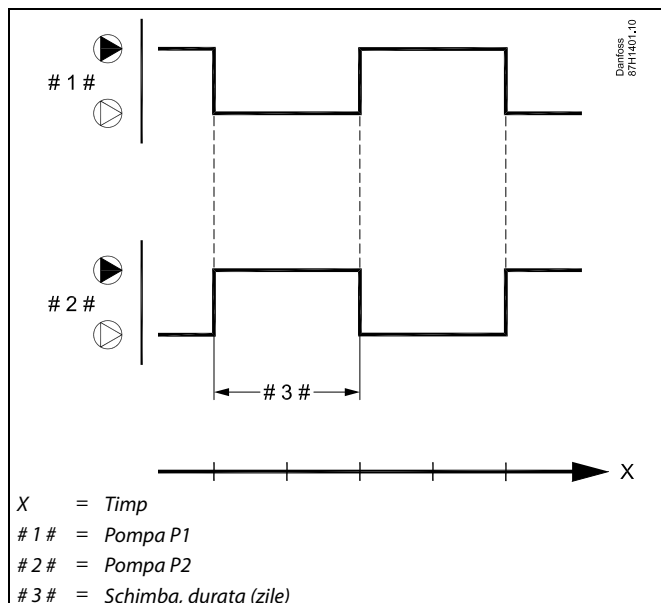 Danfoss
87H1401.10
# 1 #
# 2 #
# 3 #
X
X = Timp
# 1 # = Pompa P1
# 2 # = Pompa P2
# 3 # = Schimba, durata (zile)